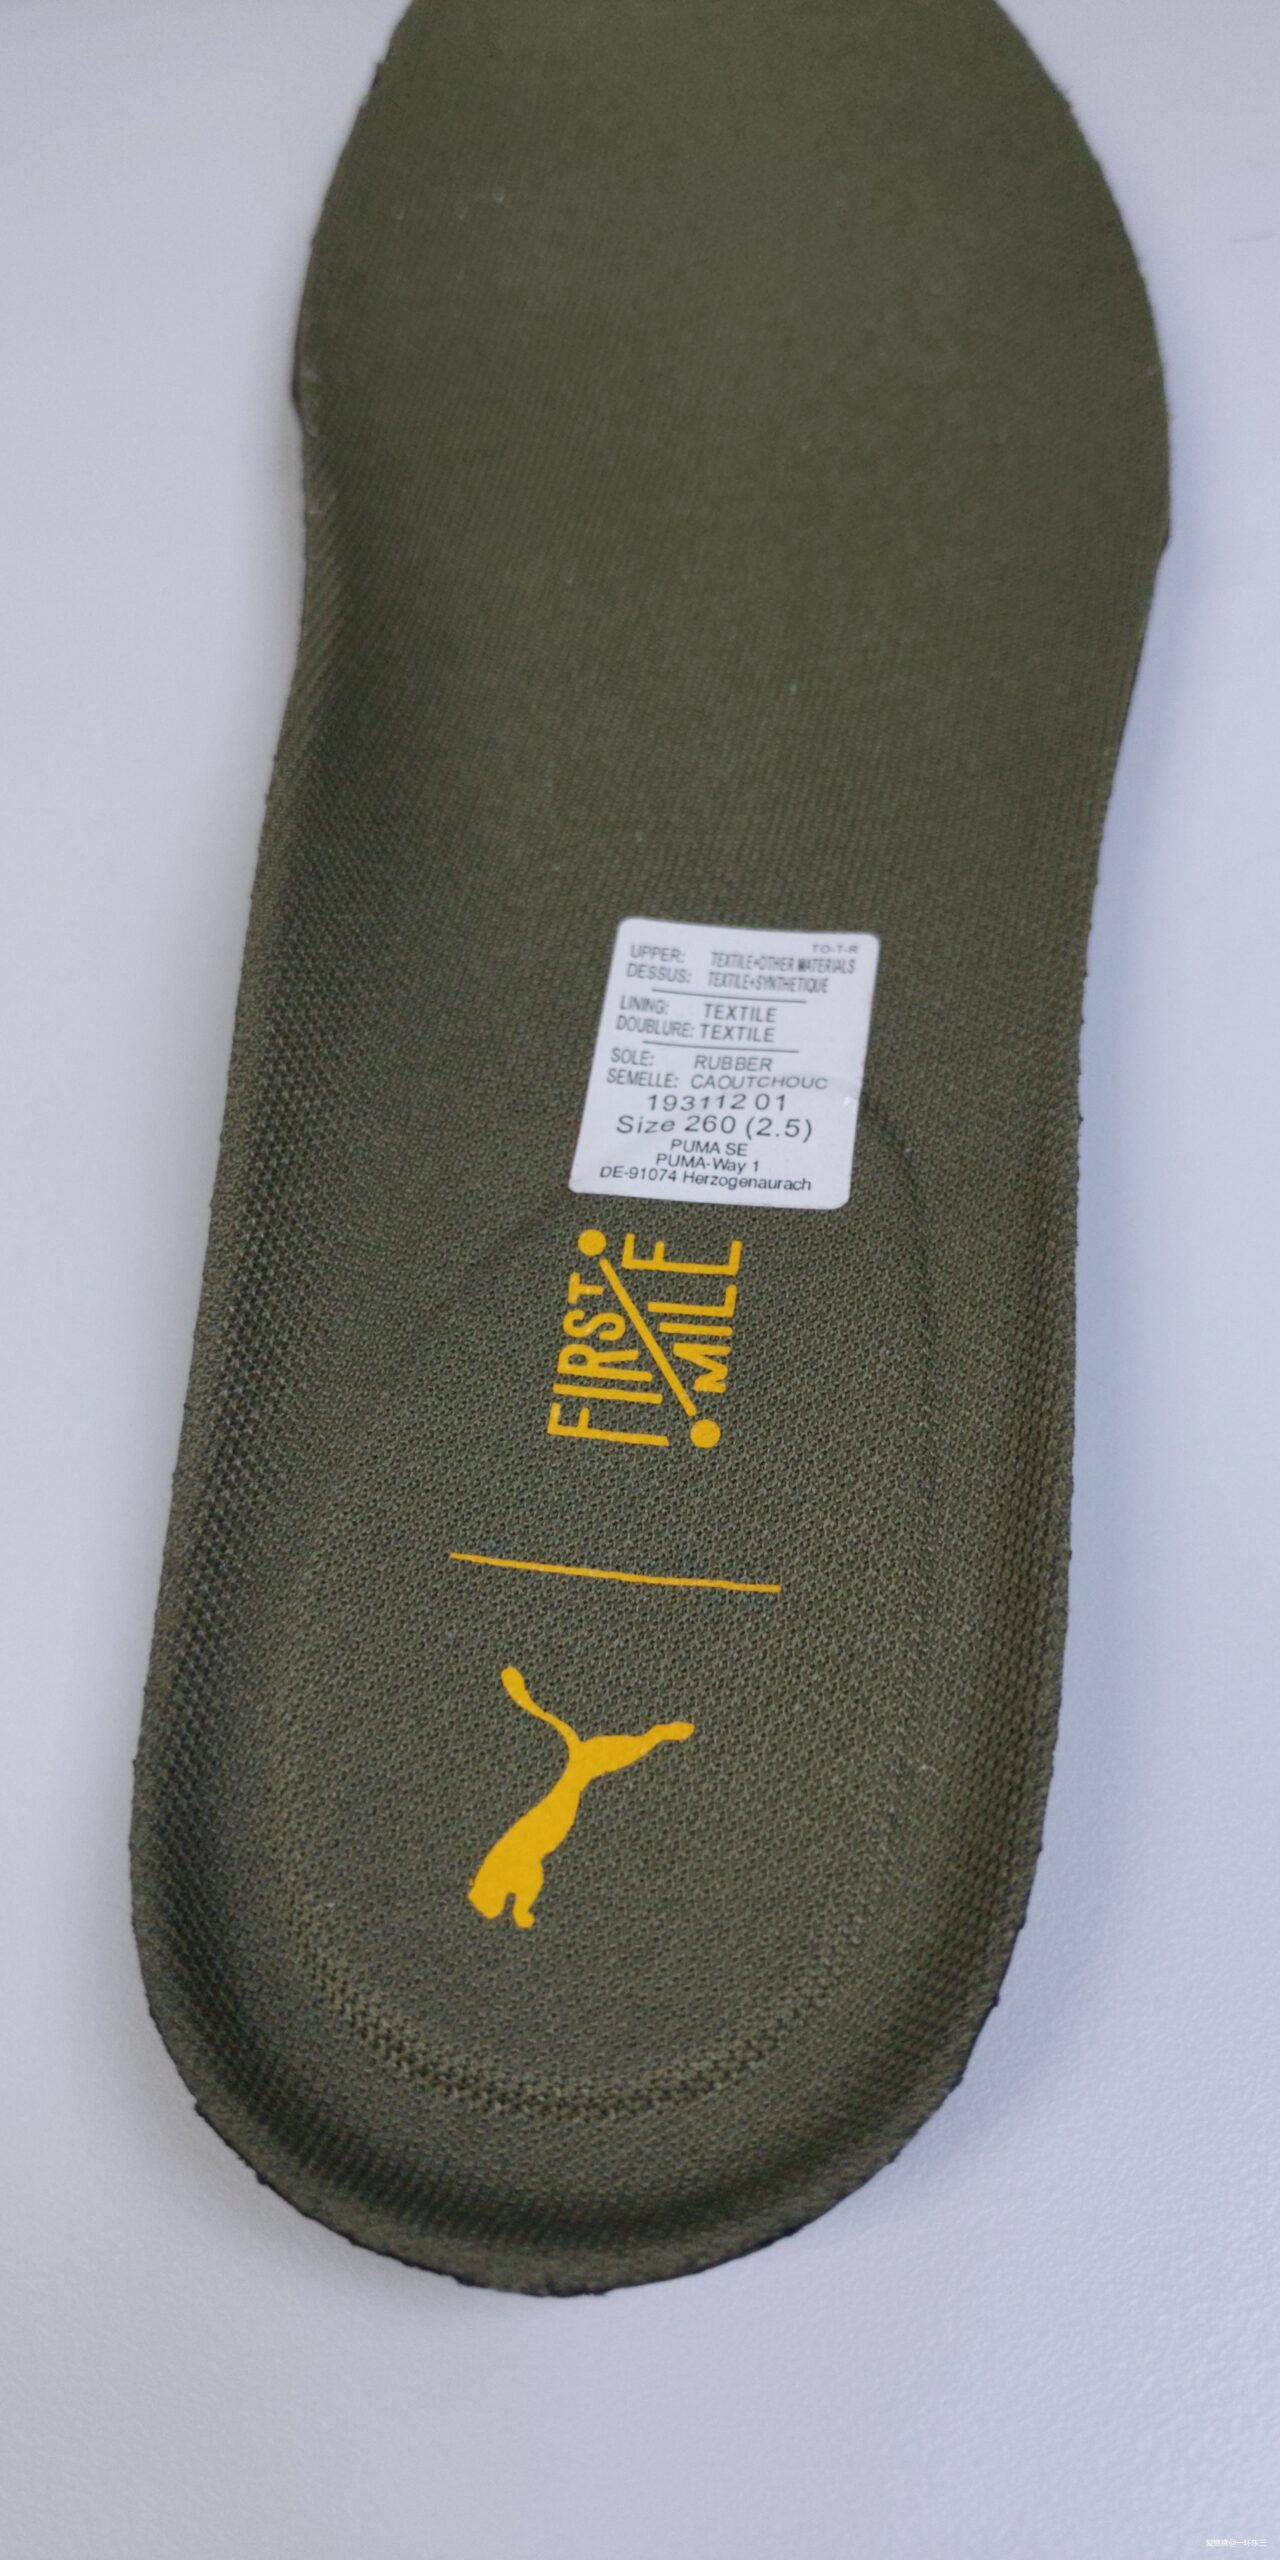 TO-T-R
UPPER: TEXTILE+OTHER MATERIALS
DESSUS: TEXTILE+SYNTHETIQUE
LINING: TEXTILE
DOUBLURE: TEXTILE
SOLE: RUBBER
SEMELLE: CAOUTCHOUC
193112 01
Size 260 (2.5)
PUMA SE
PUMA-Way 1
DE-91074 Herzogenaurach
FIRST
MILE